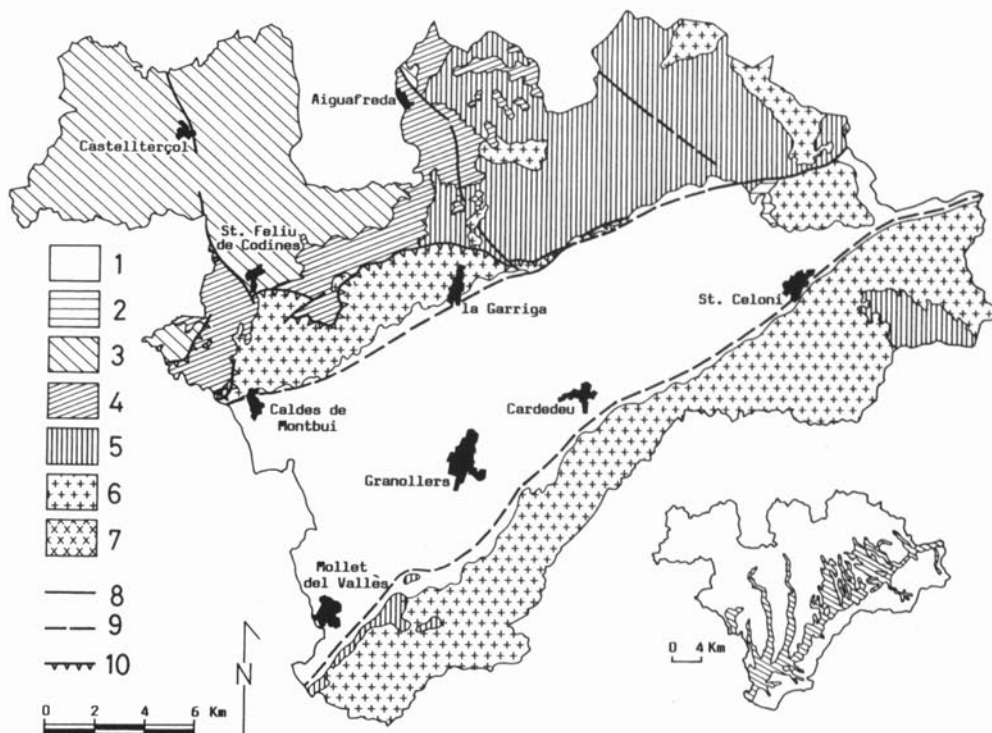 Aiguafreda
Castellterçol
St. Feliu
de Codines
la Garriga
St. Celoni
Caldes de
Montbui
Cardedeu
Granollers
Mollet
del Vallès
1
2
3
4
5
6
7
8
9
10
N
0 2 4 6 Km
0 4 Km